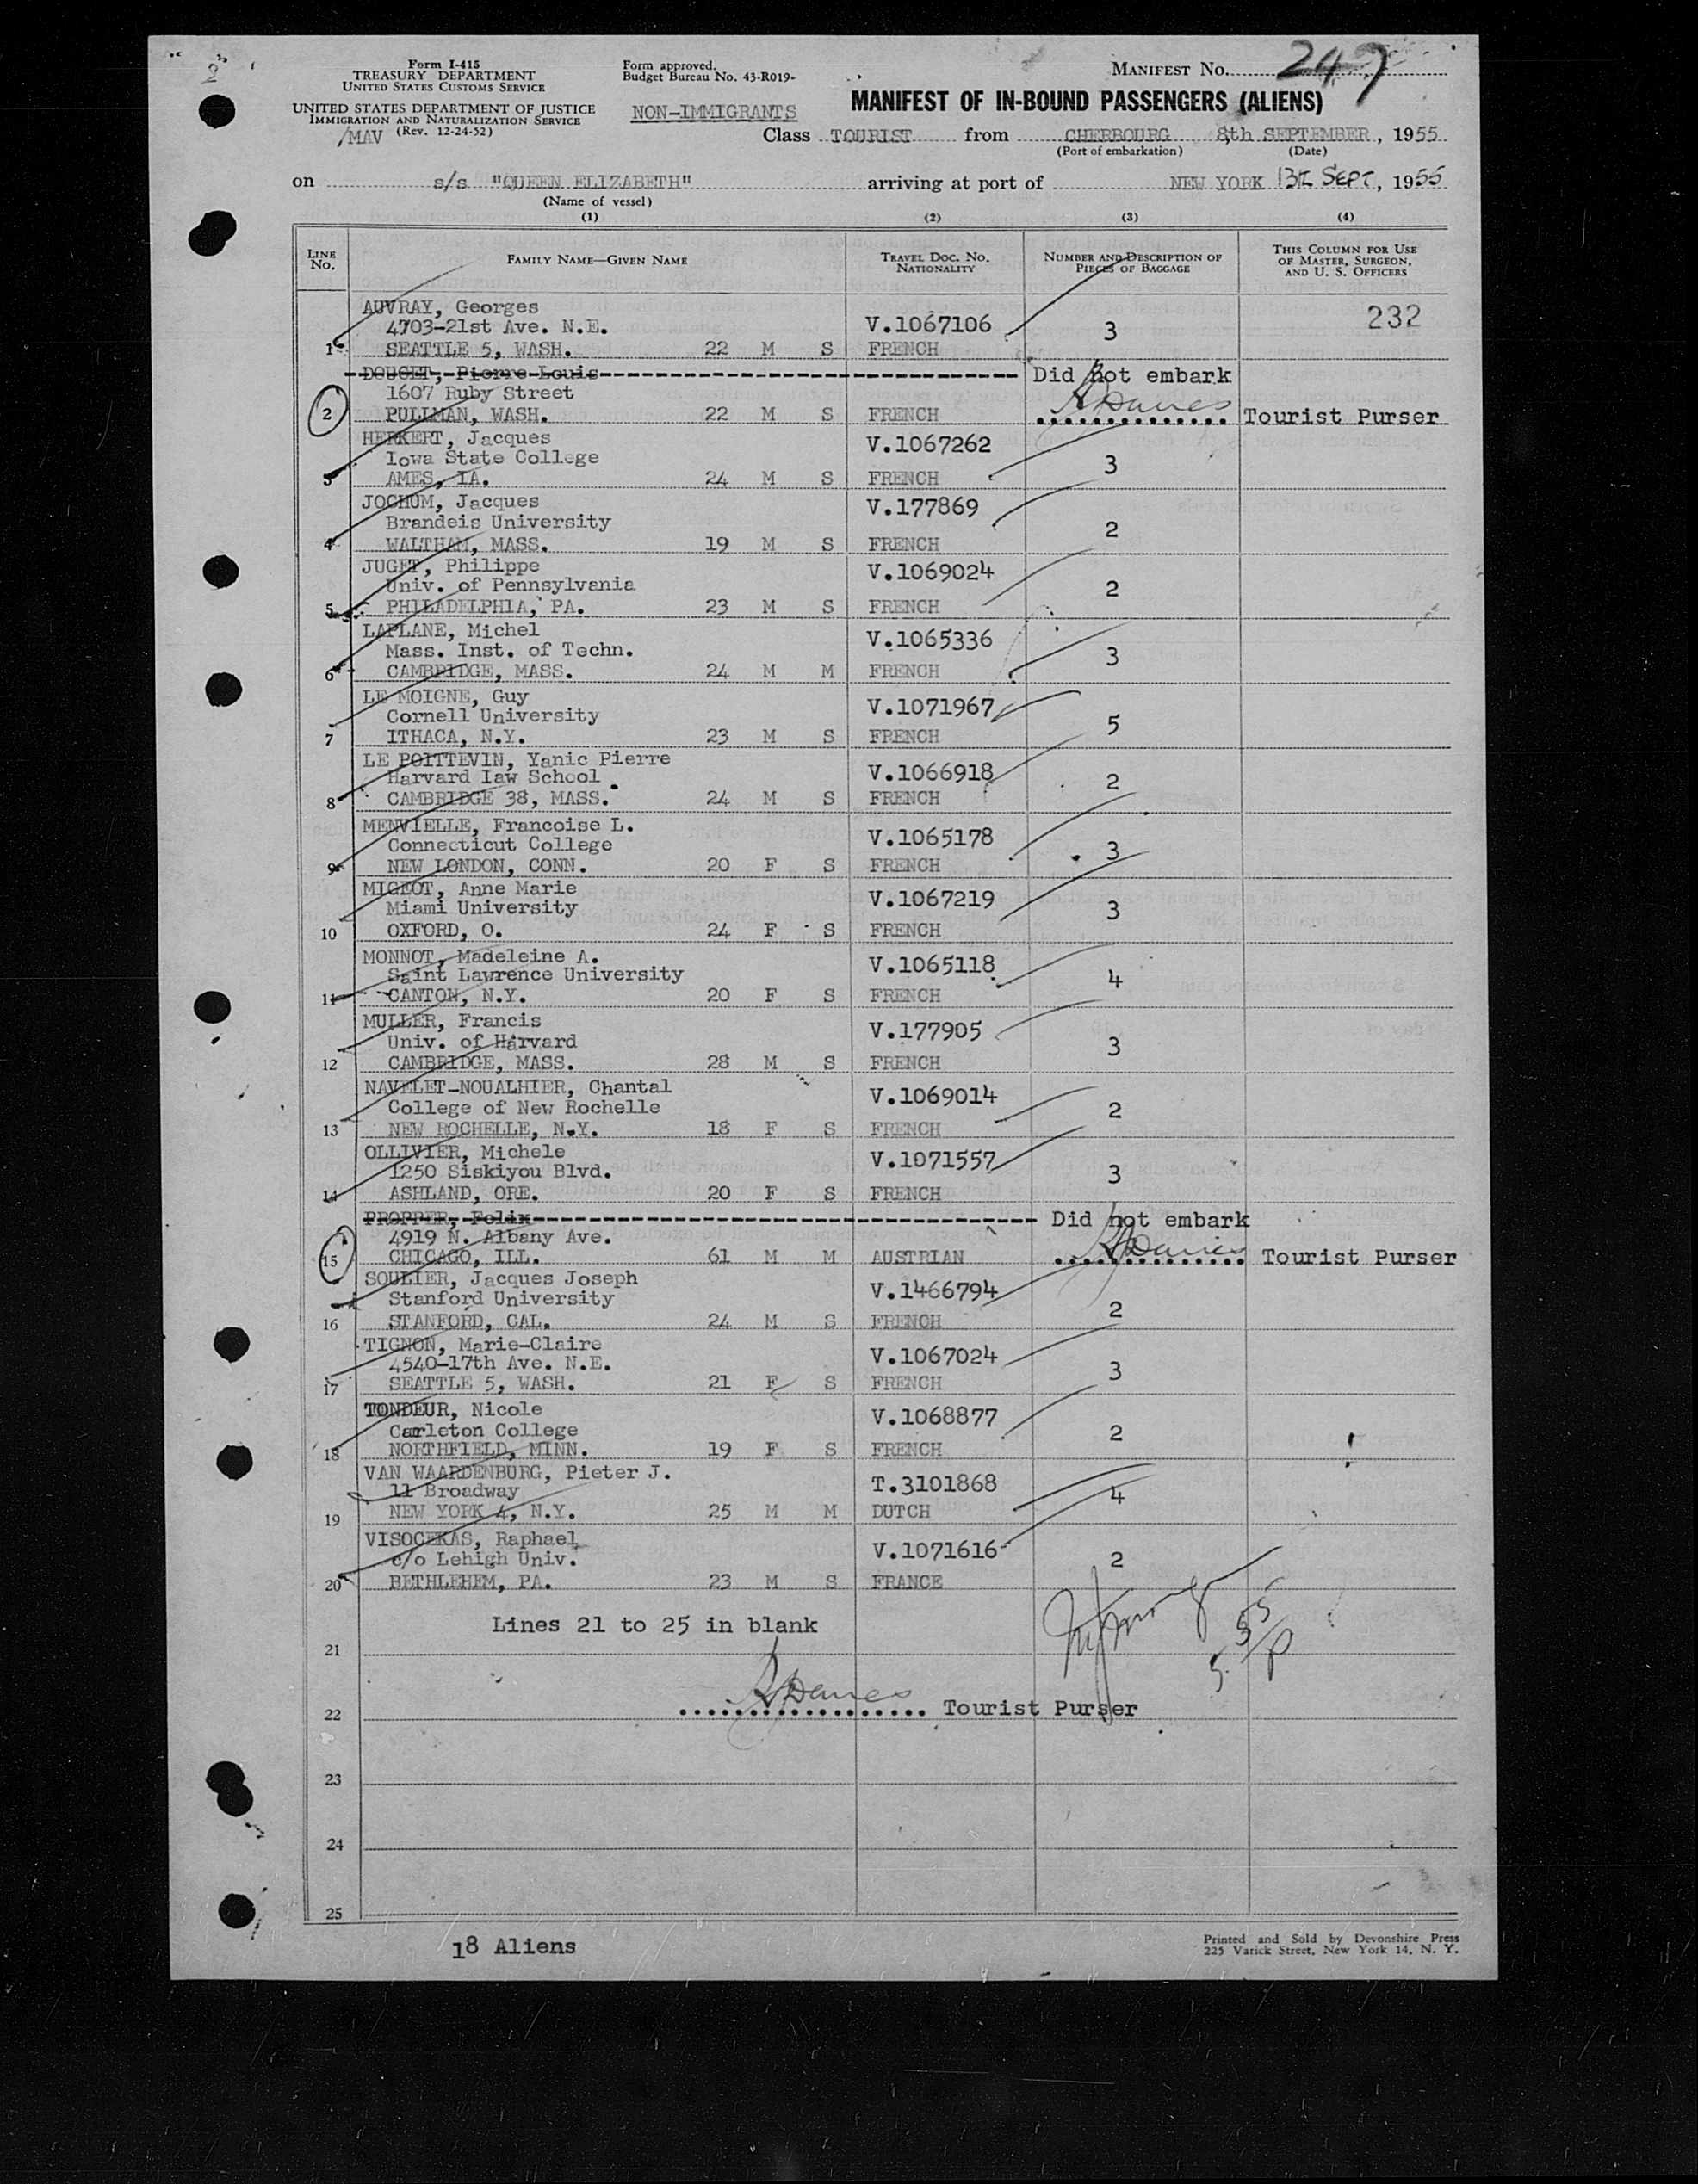 Form I-415
TREASURY DEPARTMENT
UNITED STATES CUSTOMS SERVICE
UNITED STATES DEPARTMENT OF JUSTICE
IMMIGRATION AND NATURALIZATION SERVICE
(Rev. 12-24-52)
/MAV
Form approved.
Budget Bureau No. 43-R019-
NON-IMMIGRANTS
MANIFEST NO. 247
MANIFEST OF IN-BOUND PASSENGERS (ALIENS)
Class TOURIST from CHERBOURG 8th SEPTEMBER, 1955
(Port of embarkation) (Date)
on s/s "QUEEN ELIZABETH" arriving at port of NEW YORK 13th SEPT, 1955
(Name of vessel)
(1) (2) (3) (4)
LINE NO. FAMILY NAME—GIVEN NAME TRAVEL DOC. NO. NATIONALITY NUMBER AND DESCRIPTION OF PIECES OF BAGGAGE THIS COLUMN FOR USE OF MASTER, SURGEON, AND U. S. OFFICERS
AUVRAY, Georges 232
4703-21st Ave. N.E. V.1067106 3
1 SEATTLE 5, WASH. 22 M S FRENCH
DOUCET, Pierre Louis Did not embark
1607 Ruby Street
2 PULLMAN, WASH. 22 M S FRENCH Tourist Purser
HERKERT, Jacques V.1067262
Iowa State College 3
3 AMES, IA. 24 M S FRENCH
JOCHUM, Jacques V.177869
Brandeis University 2
4 WALTHAM, MASS. 19 M S FRENCH
JUGET, Philippe V.1069024
Univ. of Pennsylvania 2
5 PHILADELPHIA, PA. 23 M S FRENCH
LAPLANE, Michel V.1065336
Mass. Inst. of Techn. 3
6 CAMBRIDGE, MASS. 24 M M FRENCH
LE MOIGNE, Guy V.1071967
Cornell University 5
7 ITHACA, N.Y. 23 M S FRENCH
LE POITTEVIN, Yanic Pierre V.1066918
Harvard Iaw School 2
8 CAMBRIDGE 38, MASS. 24 M S FRENCH
MENVIELLE, Francoise L. V.1065178
Connecticut College 3
9 NEW LONDON, CONN. 20 F S FRENCH
MIGEOT, Anne Marie V.1067219
Miami University 3
10 OXFORD, O. 24 F S FRENCH
MONNOT, Madeleine A. V.1065118
Saint Lawrence University 4
11 CANTON, N.Y. 20 F S FRENCH
MULLER, Francis V.177905
Univ. of Harvard 3
12 CAMBRIDGE, MASS. 28 M S FRENCH
NAVELET-NOUALHIER, Chantal V.1069014
College of New Rochelle 2
13 NEW ROCHELLE, N.Y. 18 F S FRENCH
OLLIVIER, Michele V.1071557
1250 Siskiyou Blvd. 3
14 ASHLAND, ORE. 20 F S FRENCH
PROPPER, Felix Did not embark
4919 N. Albany Ave.
15 CHICAGO, ILL. 61 M M AUSTRIAN Tourist Purser
SOULIER, Jacques Joseph V.1466794
Stanford University 2
16 STANFORD, CAL. 24 M S FRENCH
TIGNON, Marie-Claire V.1067024
4540-17th Ave. N.E. 3
17 SEATTLE 5, WASH. 21 F S FRENCH
TONDEUR, Nicole V.1068877
Carleton College 2
18 NORTHFIELD, MINN. 19 F S FRENCH
VAN WAARDENBURG, Pieter J. T.3101868
11 Broadway 4
19 NEW YORK 4, N.Y. 25 M M DUTCH
VISOCEKAS, Raphael V.1071616
c/o Lehigh Univ. 2
20 BETHLEHEM, PA. 23 M S FRANCE
Lines 21 to 25 in blank
21
22 Tourist Purser
23
24
25
18 Aliens
Printed and Sold by Devonshire Press
225 Varick Street, New York 14, N. Y.